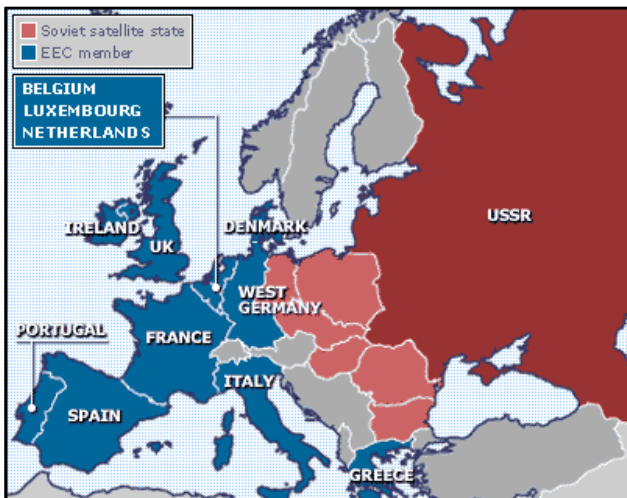 Soviet satellite state
EEC member
BELGIUM
LUXEMBOURG
NETHERLANDS
IRELAND
UK
DENMARK
USSR
WEST
GERMANY
PORTUGAL
FRANCE
ITALY
SPAIN
GREECE